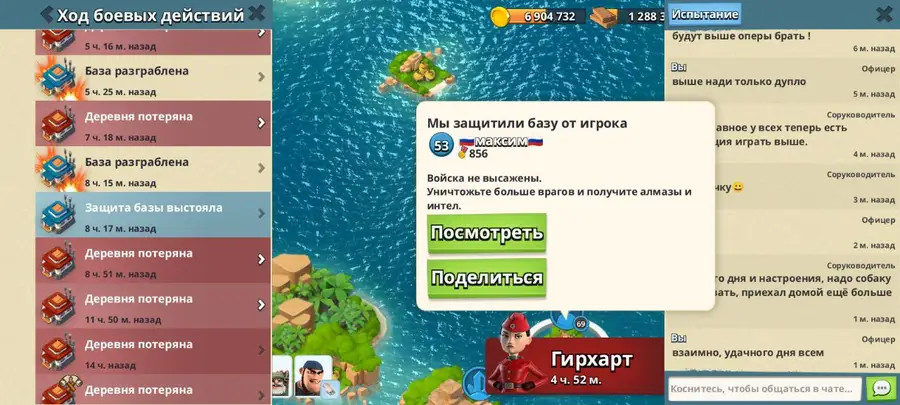 Ход боевых действий
5 ч. 16 м. назад
База разграблена
5 ч. 25 м. назад
Деревня потеряна
7 ч. 18 м. назад
База разграблена
8 ч. 15 м. назад
Защита базы выстояла
8 ч. 17 м. назад
Деревня потеряна
8 ч. 51 м. назад
Деревня потеряна
11 ч. 50 м. назад
Деревня потеряна
14 ч. назад
Деревня потеряна
6 904 732
1 288 3
Мы защитили базу от игрока
53
максим
856
Войска не высажены.
Уничтожьте больше врагов и получите алмазы и
интел.
Посмотреть
Поделиться
69
Гирхарт
4 ч. 52 м.
Испытание
будут выше оперы брать !
6 м. назад
Вы
Офицер
выше нади только дупло
5 м. назад
Соруководитель
авное у всех теперь есть
ция играть выше.
4 м. назад
Соруководитель
чку
3 м. назад
Офицер
2 м. назад
Соруководитель
о дня и настроения, надо собаку
вать, приехал домой ещё больше
1 м. назад
Вы
Офицер
взаимно, удачного дня всем
1 м. назад
Коснитесь, чтобы общаться в чате...